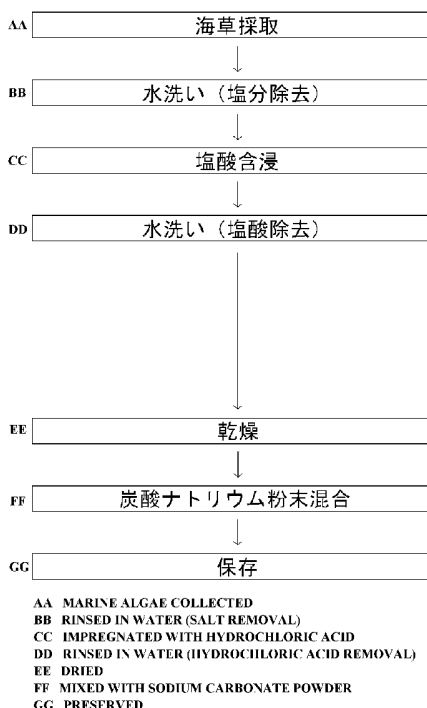 AA 海草採取
BB 水洗い（塩分除去）
CC 塩酸含浸
DD 水洗い（塩酸除去）
EE 乾燥
FF 炭酸ナトリウム粉末混合
GG 保存
AA MARINE ALGAE COLLECTED
BB RINSED IN WATER (SALT REMOVAL)
CC IMPREGNATED WITH HYDROCHLORIC ACID
DD RINSED IN WATER (HYDROCHLORIC ACID REMOVAL)
EE DRIED
FF MIXED WITH SODIUM CARBONATE POWDER
GG PRESERVED